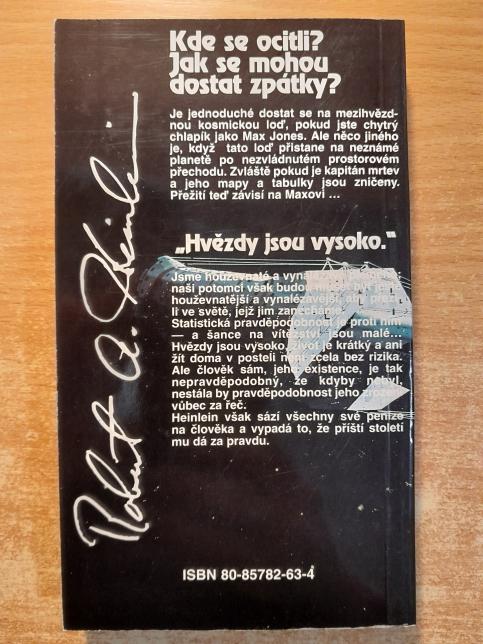 Kde se ocitli?
Jak se mohou
dostat zpátky?
Je jednoduché dostat se na mezihvězd-
nou kosmickou loď, pokud jste chytrý
chlapík jako Max Jones. Ale něco jiného
je, když tato loď přistane na neznámé
planetě po nezvládnutém prostorovém
přechodu. Zvláště pokud je kapitán mrtev
a jeho mapy a tabulky jsou zničeny.
Přežití teď závisí na Maxovi ...
„Hvězdy jsou vysoko."
Jsme houževnaté a
naši potomci však budou muset být ještě
houževnatější a vynalézavější, aby přeži-
li ve světě, jejž jim zanecháme.
Statistická pravděpodobnost je proti nim
— a šance na vítězství jsou malé...
Hvězdy jsou vysoko, život je krátký a ani
žít doma v posteli není zcela bez rizika.
Ale člověk sám, jeho existence, je tak
nepravděpodobný, že kdyby nebyl,
nestála by pravděpodobnost jeho zrození
vůbec za řeč.
Heinlein však sází všechny své peníze
na člověka a vypadá to, že příští století
mu dá za pravdu.
Robert A. Heinlein
ISBN 80-85782-63-4